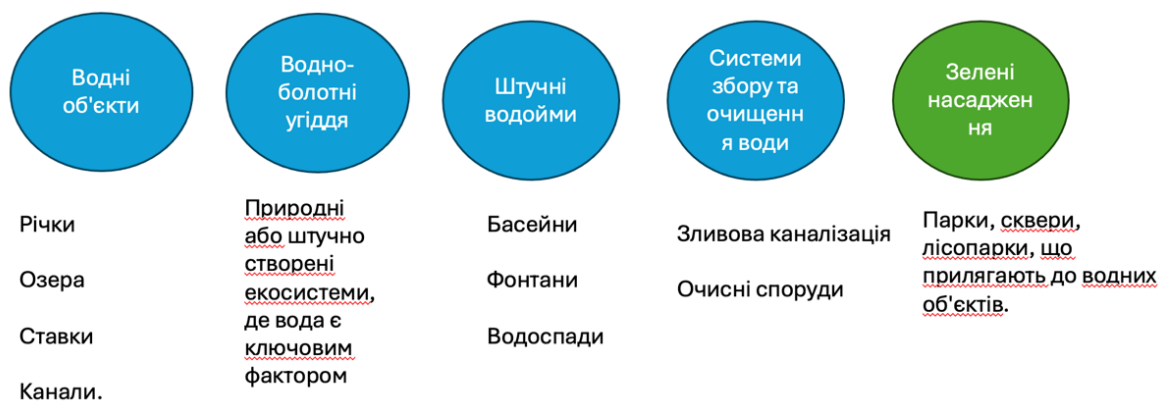 Водні
об'єкти
Водно-
болотні
угіддя
Штучні
водойми
Системи
збору та
очищенн
я води
Зелені
насаджен
ня
Річки
Озера
Ставки
Канали.
Природні
або штучно
створені
екосистеми,
де вода є
ключовим
фактором
Басейни
Фонтани
Водоспади
Зливова каналізація
Очисні споруди
Парки, сквери,
лісопарки, що
прилягають до водних
об'єктів.